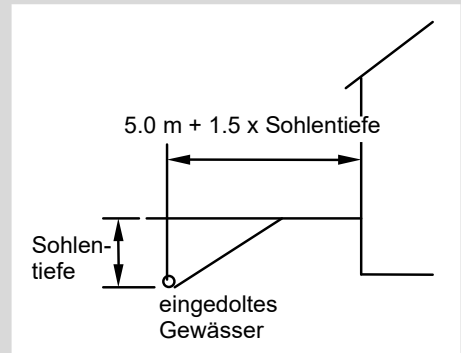 5.0 m + 1.5 x Sohlentiefe
Sohlen-
tiefe
eingedoltes
Gewässer